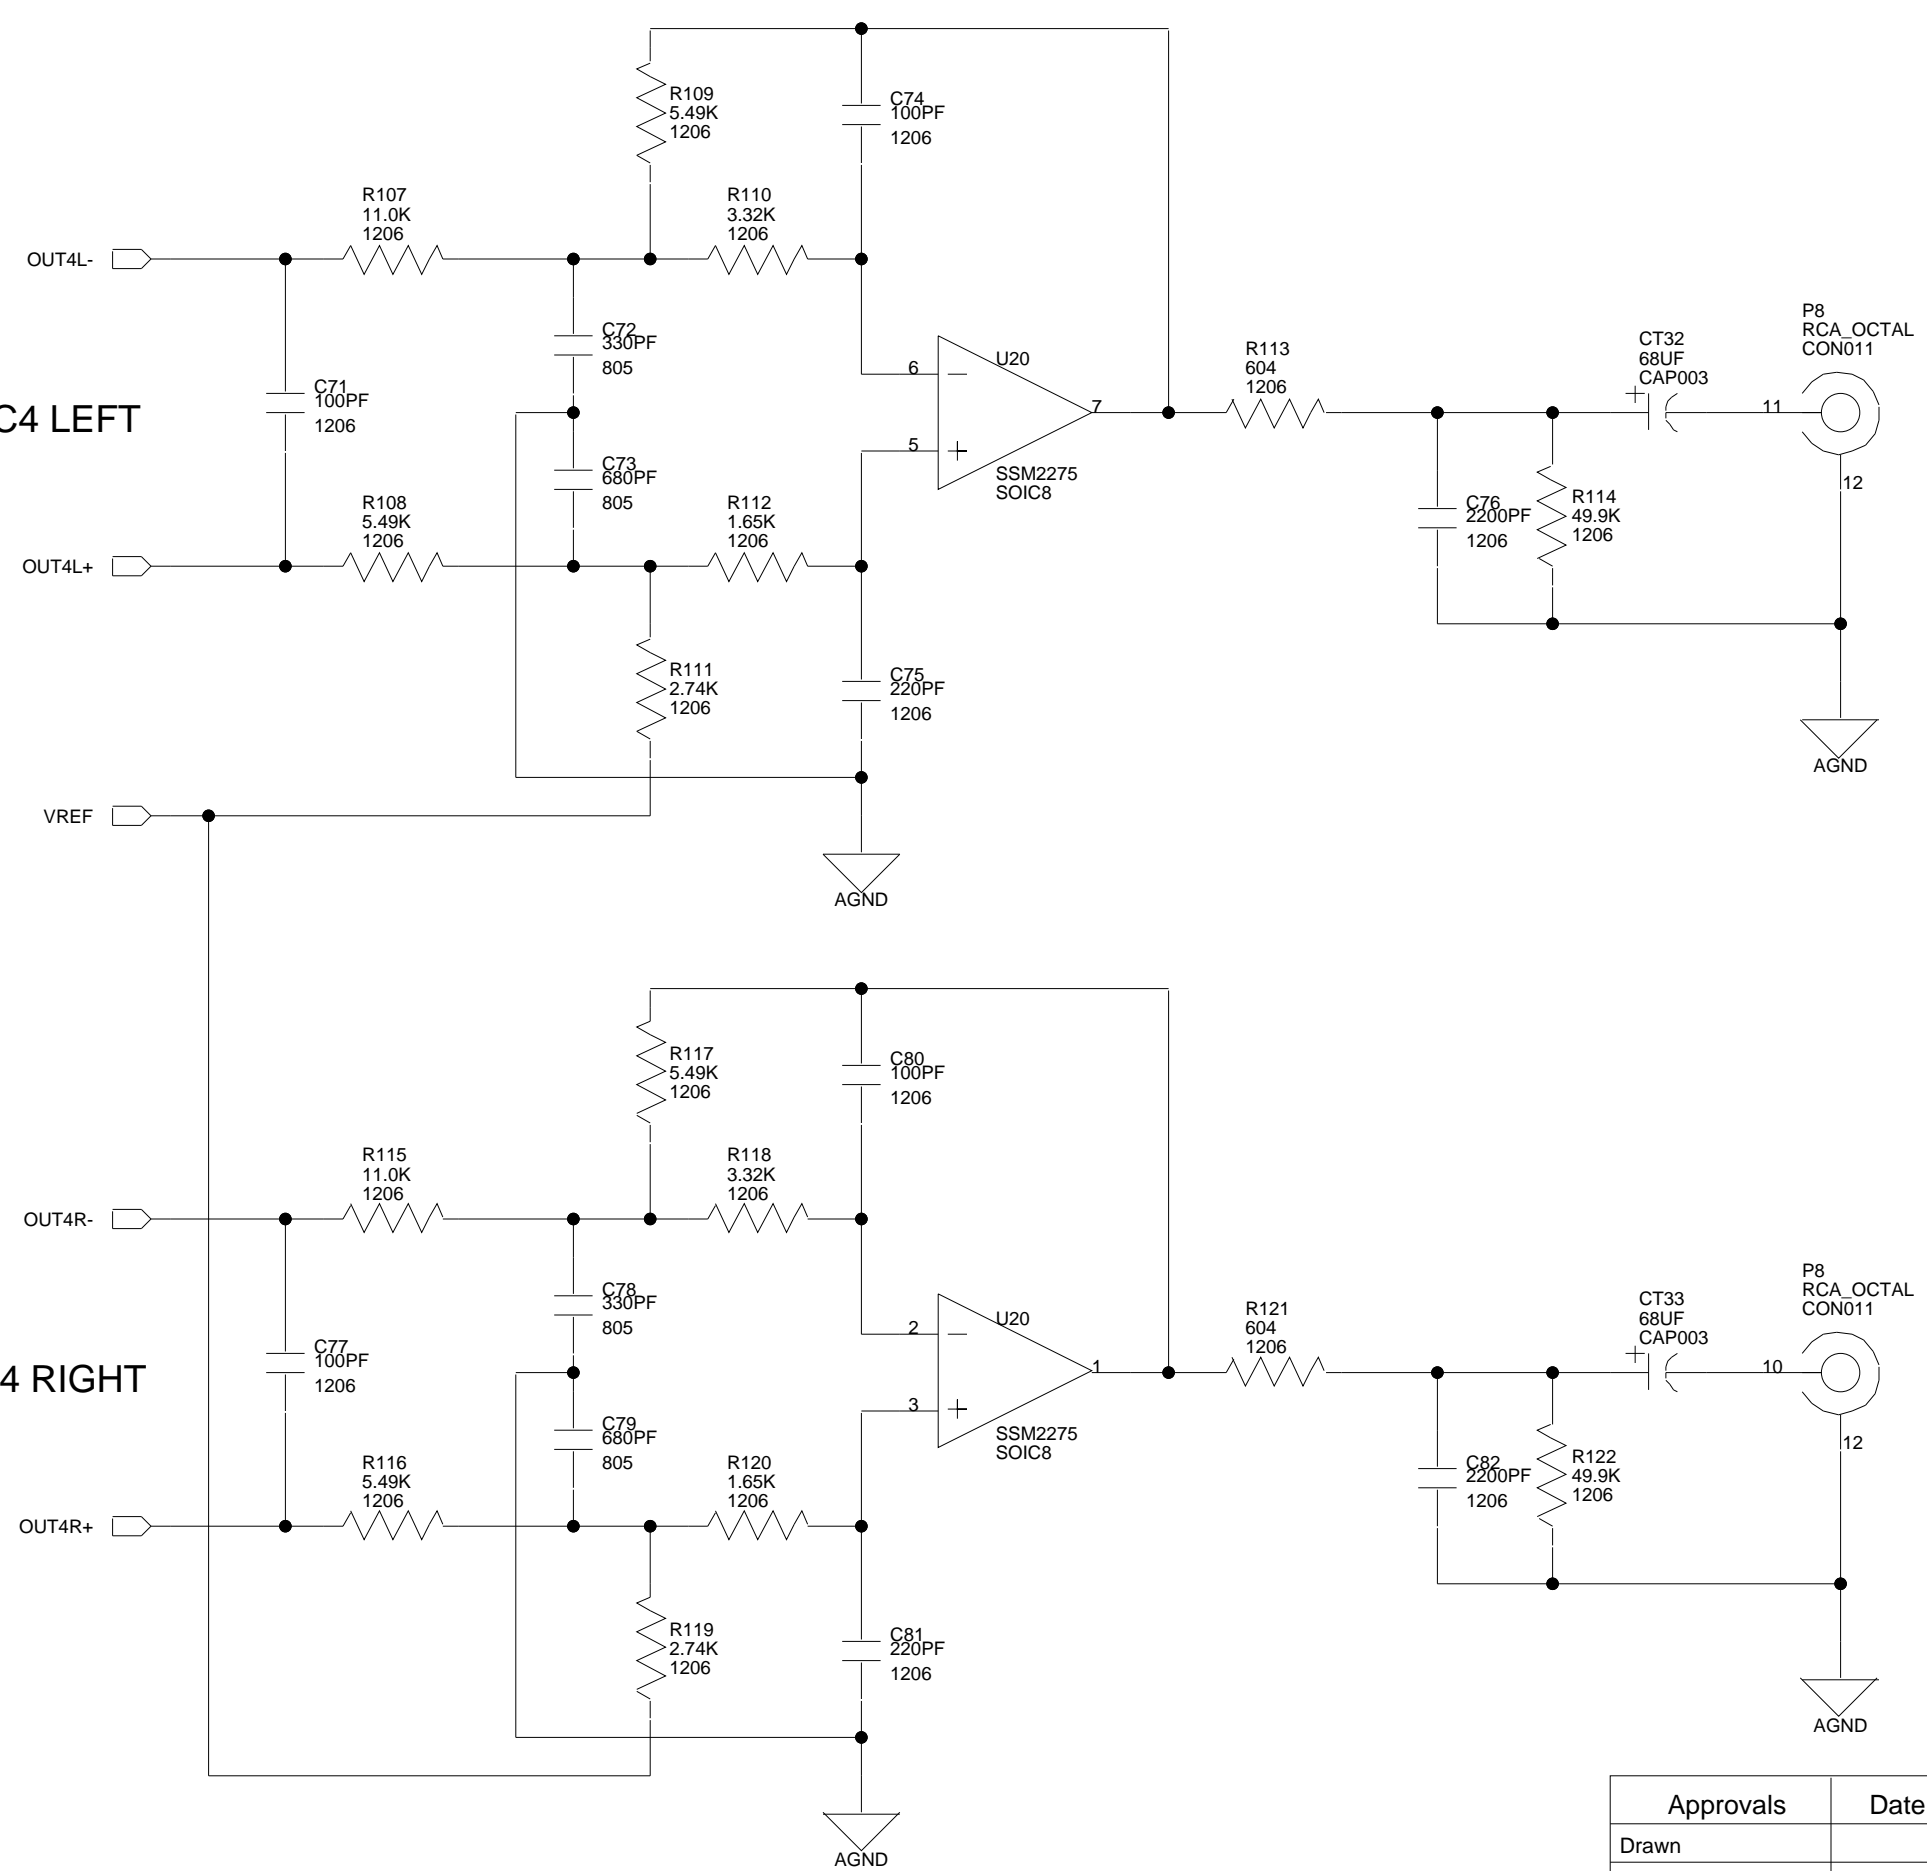 R109
5.49K
1206
C74
100PF
1206
R107
11.0K
1206
R110
3.32K
1206
OUT4L-
C72
330PF
805
P8
RCA_OCTAL
CON011
CT32
68UF
CAP003
R113
604
1206
U20
6
7
5
11
C71
100PF
1206
C4 LEFT
C73
680PF
805
SSM2275
SOIC8
12
R108
5.49K
1206
R112
1.65K
1206
C76
2200PF
1206
R114
49.9K
1206
OUT4L+
R111
2.74K
1206
C75
220PF
1206
AGND
VREF
AGND
R117
5.49K
1206
C80
100PF
1206
R115
11.0K
1206
R118
3.32K
1206
OUT4R-
C78
330PF
805
P8
RCA_OCTAL
CON011
CT33
68UF
CAP003
R121
604
1206
U20
2
1
3
10
C77
100PF
1206
4 RIGHT
C79
680PF
805
SSM2275
SOIC8
12
R116
5.49K
1206
R120
1.65K
1206
C82
2200PF
1206
R122
49.9K
1206
OUT4R+
R119
2.74K
1206
C81
220PF
1206
AGND
AGND
Approvals Date
Drawn